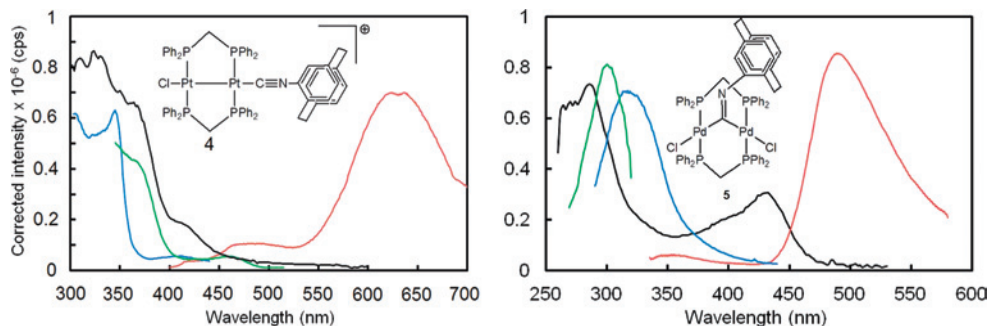 Corrected intensity x 10⁻⁶ (cps)
1
0.8
0.6
0.4
0.2
0
300 350 400 450 500 550 600 650 700
Wavelength (nm)
Ph₂P PPh₂
Cl-Pt Pt C≡N
Ph₂P PPh₂
4
⊕
1
0.8
0.6
0.4
0.2
0
250 300 350 400 450 500 550 600
Wavelength (nm)
N
Ph₂P PPh₂
C
Pd Pd
Cl Cl
Ph₂P PPh₂
5